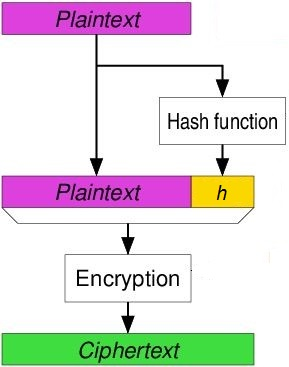 Plaintext
Hash function
Plaintext h
Encryption
Ciphertext